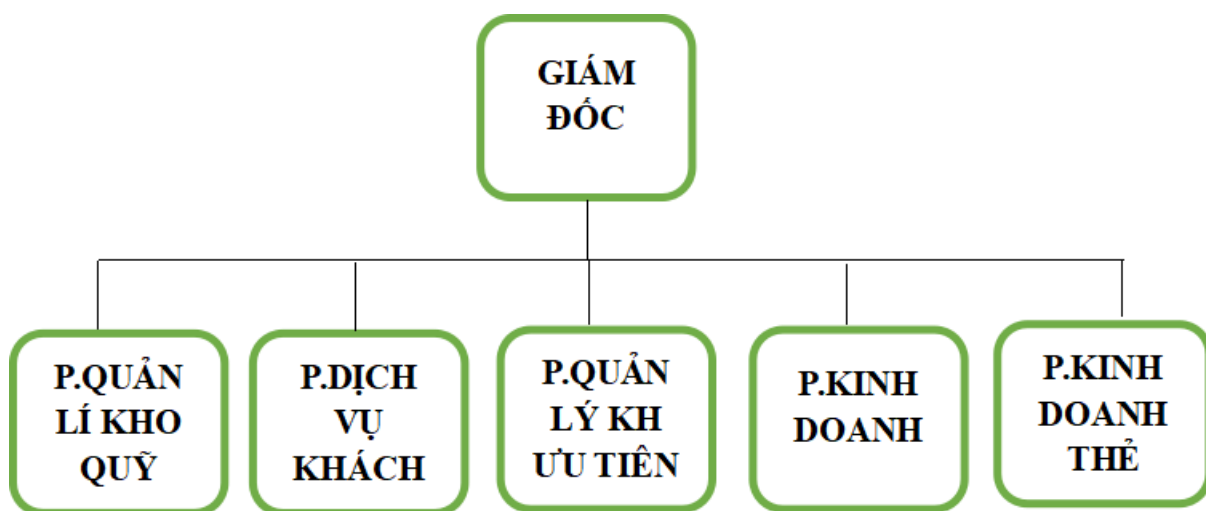 GIÁM
ĐỐC
P.QUẢN
LÍ KHO
QUỸ
P.DỊCH
VỤ
KHÁCH
P.QUẢN
LÝ KH
ƯU TIÊN
P.KINH
DOANH
P.KINH
DOANH
THẺ